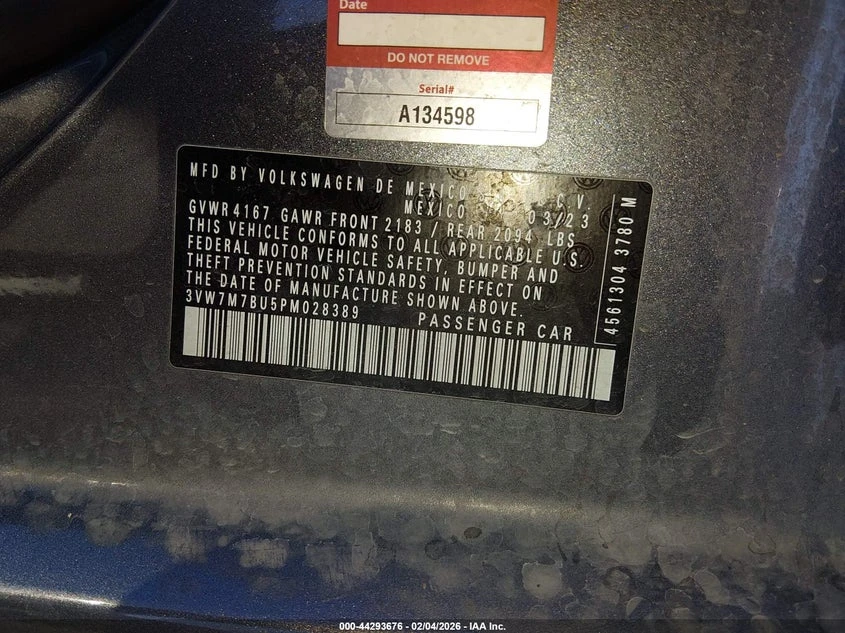 Date
DO NOT REMOVE
Serial#
A134598
MFD BY VOLKSWAGEN DE MEXICO C.V.
MEXICO 03/23
GVWR 4167 GAWR FRONT 2183 / REAR 2094 LBS
THIS VEHICLE CONFORMS TO ALL APPLICABLE U.S.
FEDERAL MOTOR VEHICLE SAFETY, BUMPER AND
THEFT PREVENTION STANDARDS IN EFFECT ON
THE DATE OF MANUFACTURE SHOWN ABOVE.
3VW7M7BU5PM028389 PASSENGER CAR
4561304 3780 M
000-44293676 - 02/04/2026 - IAA Inc.